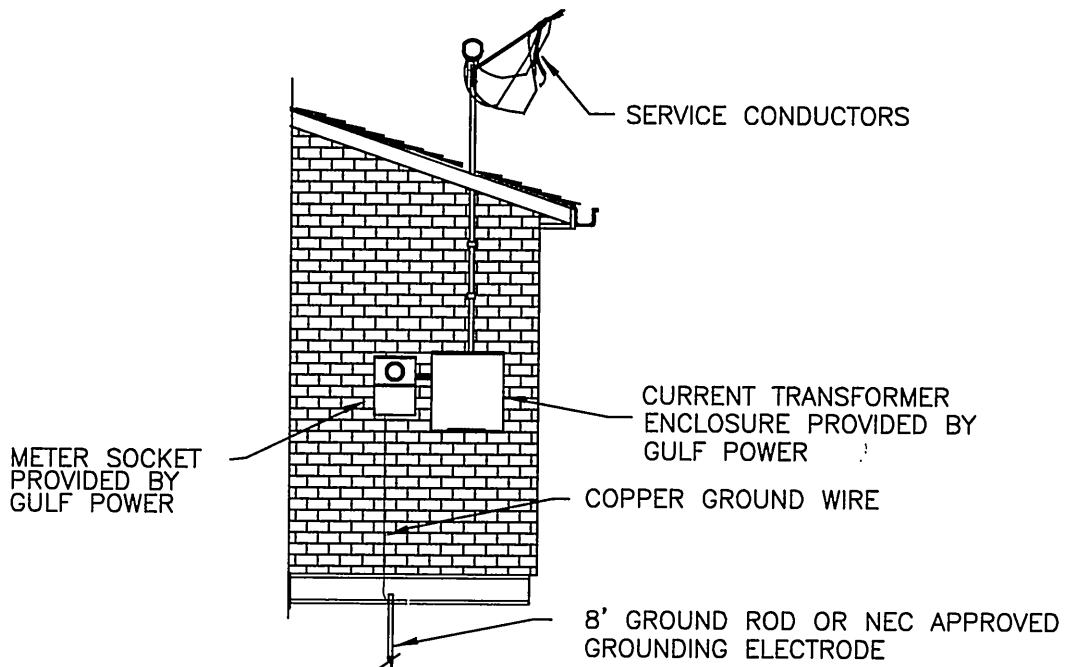 SERVICE CONDUCTORS
CURRENT TRANSFORMER
ENCLOSURE PROVIDED BY
GULF POWER
METER SOCKET
PROVIDED BY
GULF POWER
COPPER GROUND WIRE
8' GROUND ROD OR NEC APPROVED
GROUNDING ELECTRODE